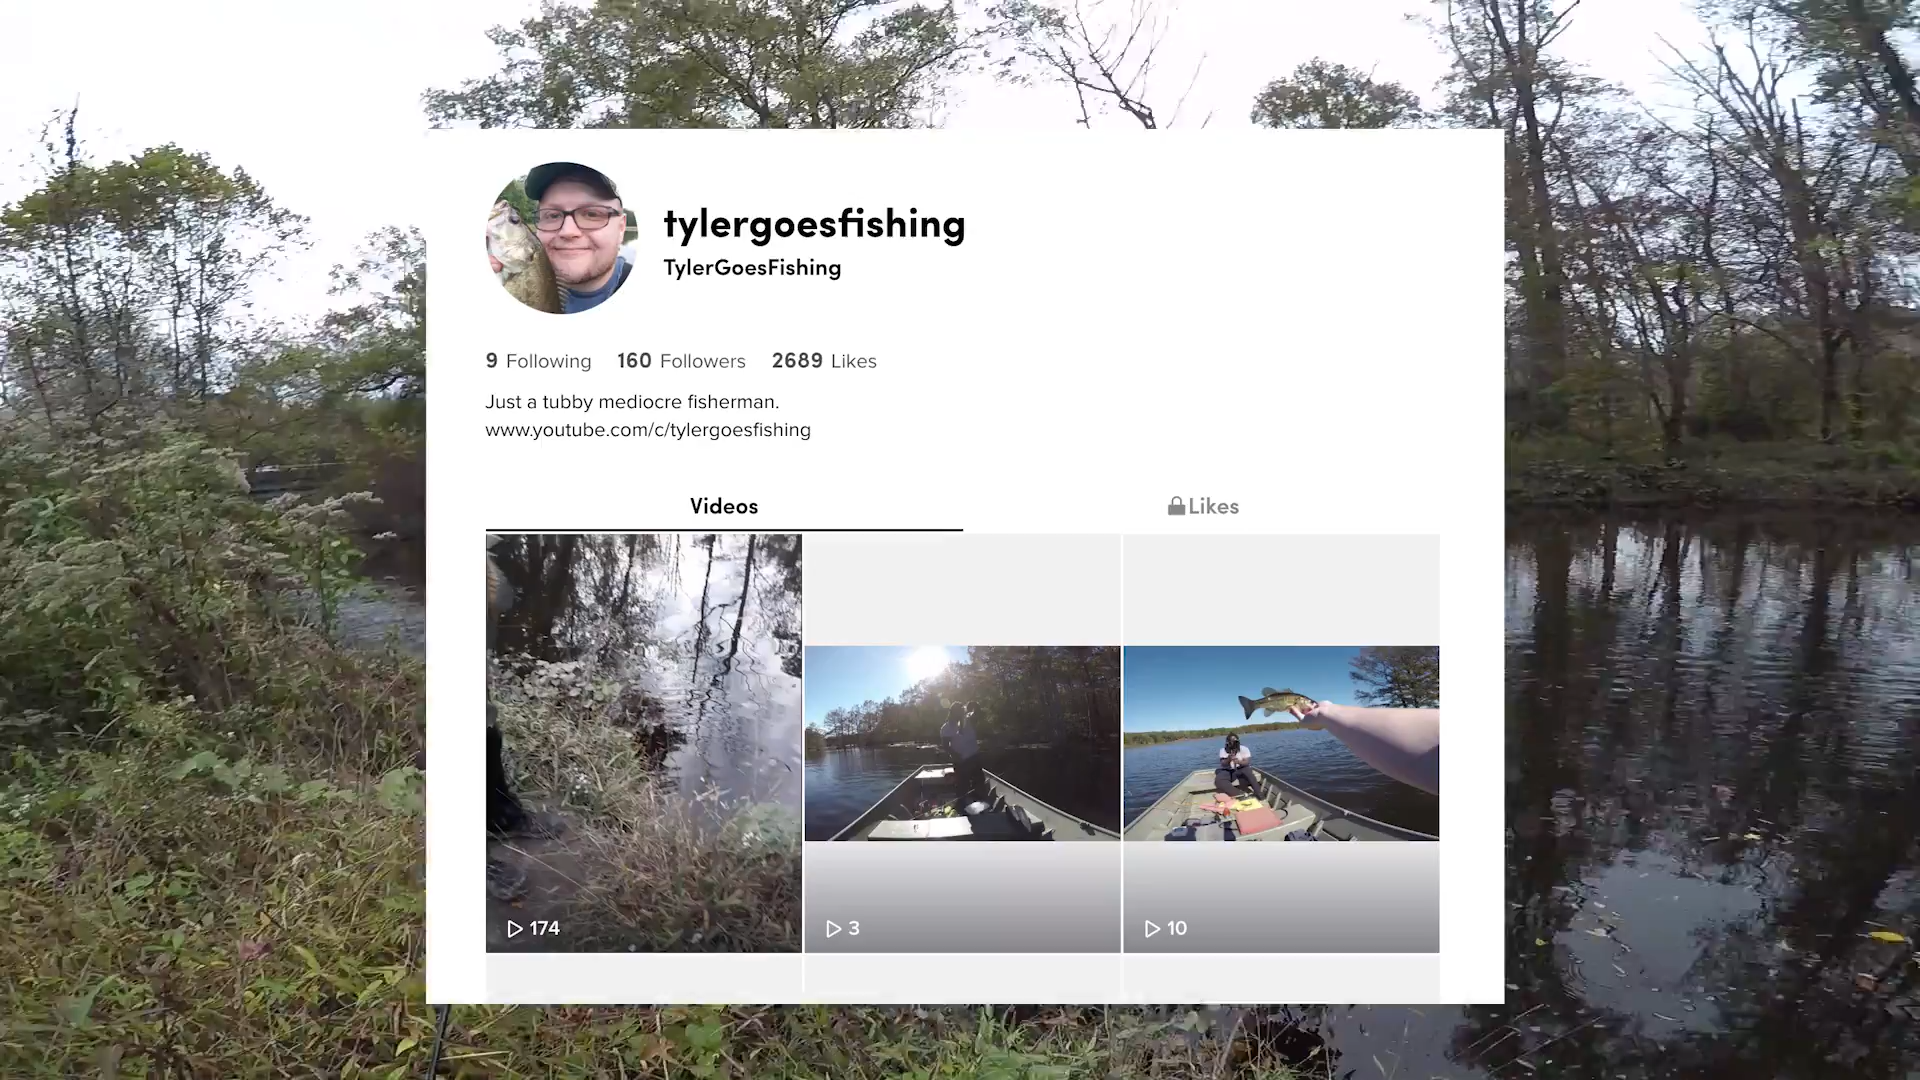 tylergoesfishing
TylerGoesFishing
9 Following 160 Followers 2689 Likes
Just a tubby mediocre fisherman.
www.youtube.com/c/tylergoesfishing
Videos Likes
174 3 10